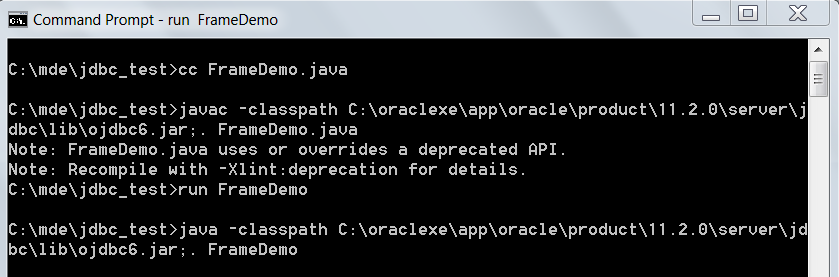 Command Prompt - run  FrameDemo
C:\mde\jdbc_test>cc FrameDemo.java
C:\mde\jdbc_test>javac -classpath C:\oraclexe\app\oracle\product\11.2.0\server\j
dbc\lib\ojdbc6.jar;. FrameDemo.java
Note: FrameDemo.java uses or overrides a deprecated API.
Note: Recompile with -Xlint:deprecation for details.
C:\mde\jdbc_test>run FrameDemo
C:\mde\jdbc_test>java -classpath C:\oraclexe\app\oracle\product\11.2.0\server\jd
bc\lib\ojdbc6.jar;. FrameDemo